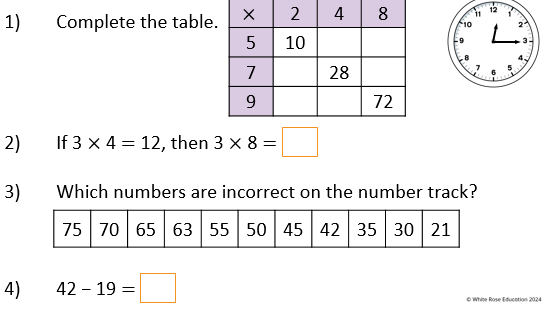 1) Complete the table.
× 2 4 8
5 10
7 28
9 72
12 1 2 3 4 5 6 7 8 9 10 11
2) If 3 × 4 = 12, then 3 × 8 =
3) Which numbers are incorrect on the number track?
75 70 65 63 55 50 45 42 35 30 21
4) 42 – 19 =
© White Rose Education 2024